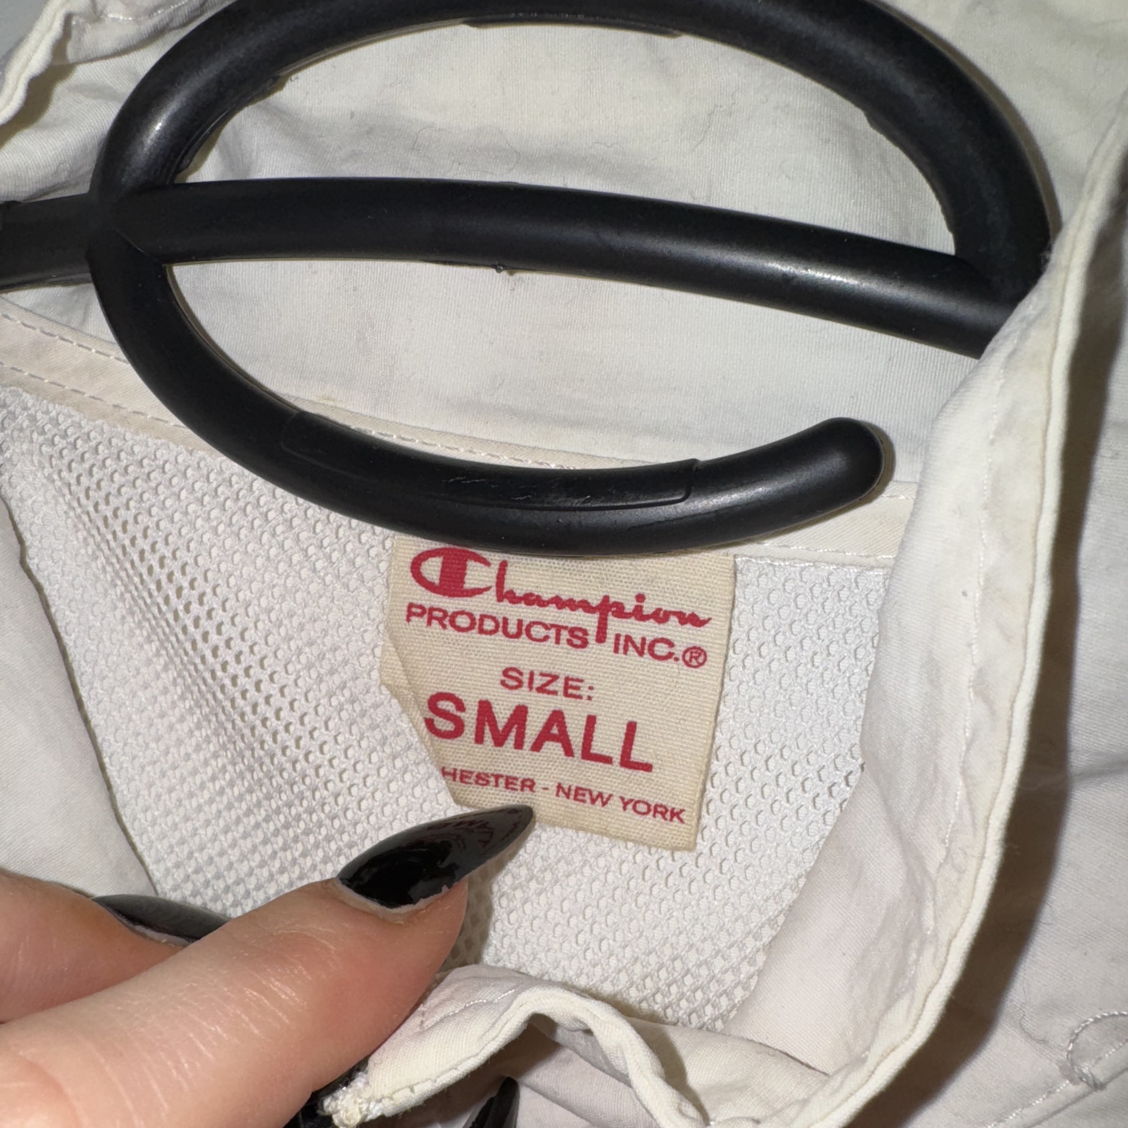 Champion
PRODUCTS INC.®
SIZE:
SMALL
HESTER - NEW YORK